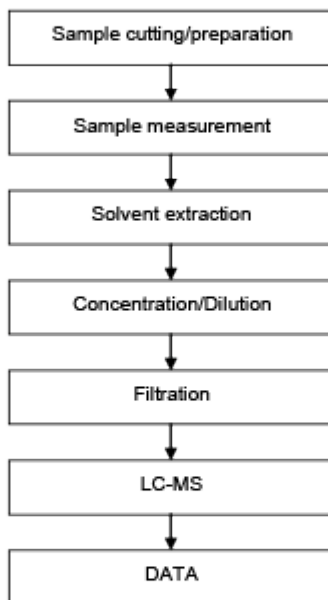 Sample cutting/preparation
Sample measurement
Solvent extraction
Concentration/Dilution
Filtration
LC-MS
DATA